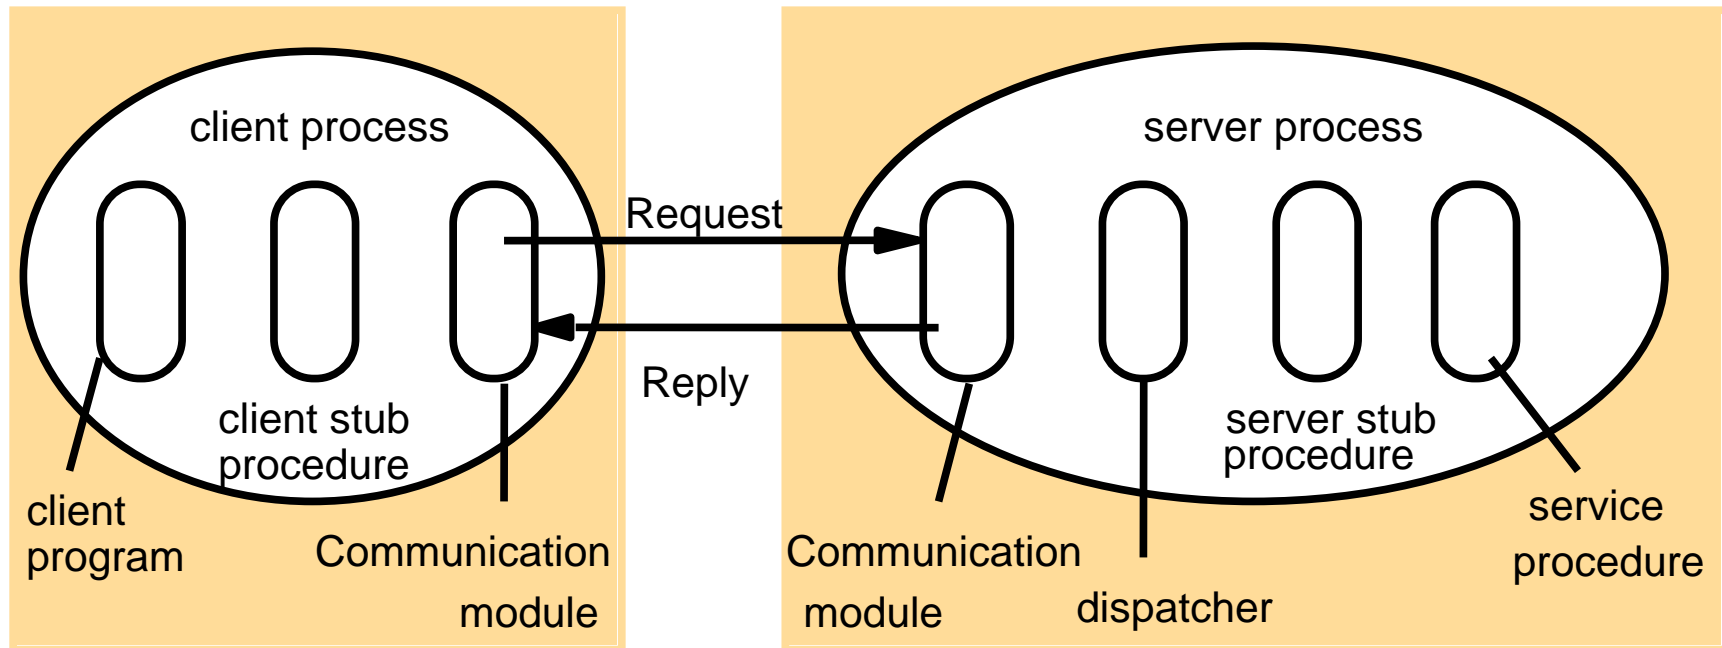 client process
server process
Request
Reply
client stub
procedure
server stub
procedure
client
program
Communication
module
Communication
module
dispatcher
service
procedure